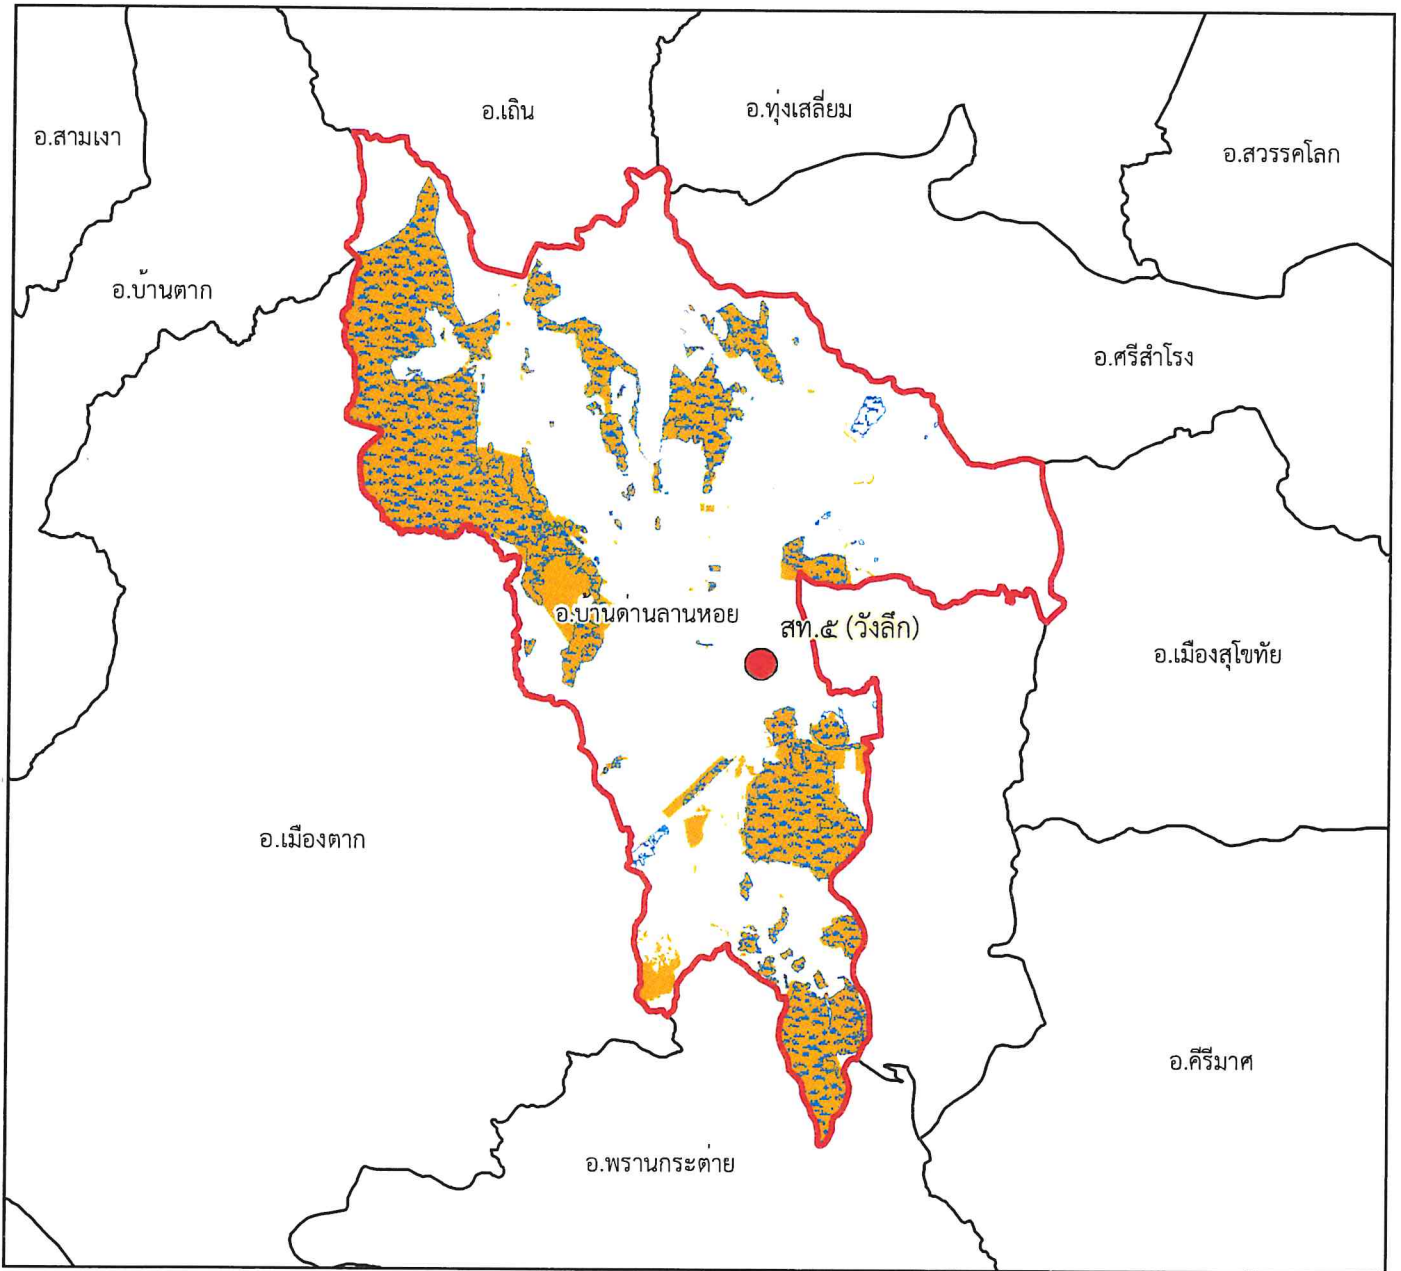 อ.เถิน
อ.ทุ่งเสลี่ยม
อ.สามเงา
อ.สวรรคโลก
อ.บ้านตาก
อ.ศรีสำโรง
อ.บ้านด่านลานหอย
สท.๕ (วังลึก)
อ.เมืองสุโขทัย
อ.เมืองตาก
อ.คีรีมาศ
อ.พรานกระต่าย